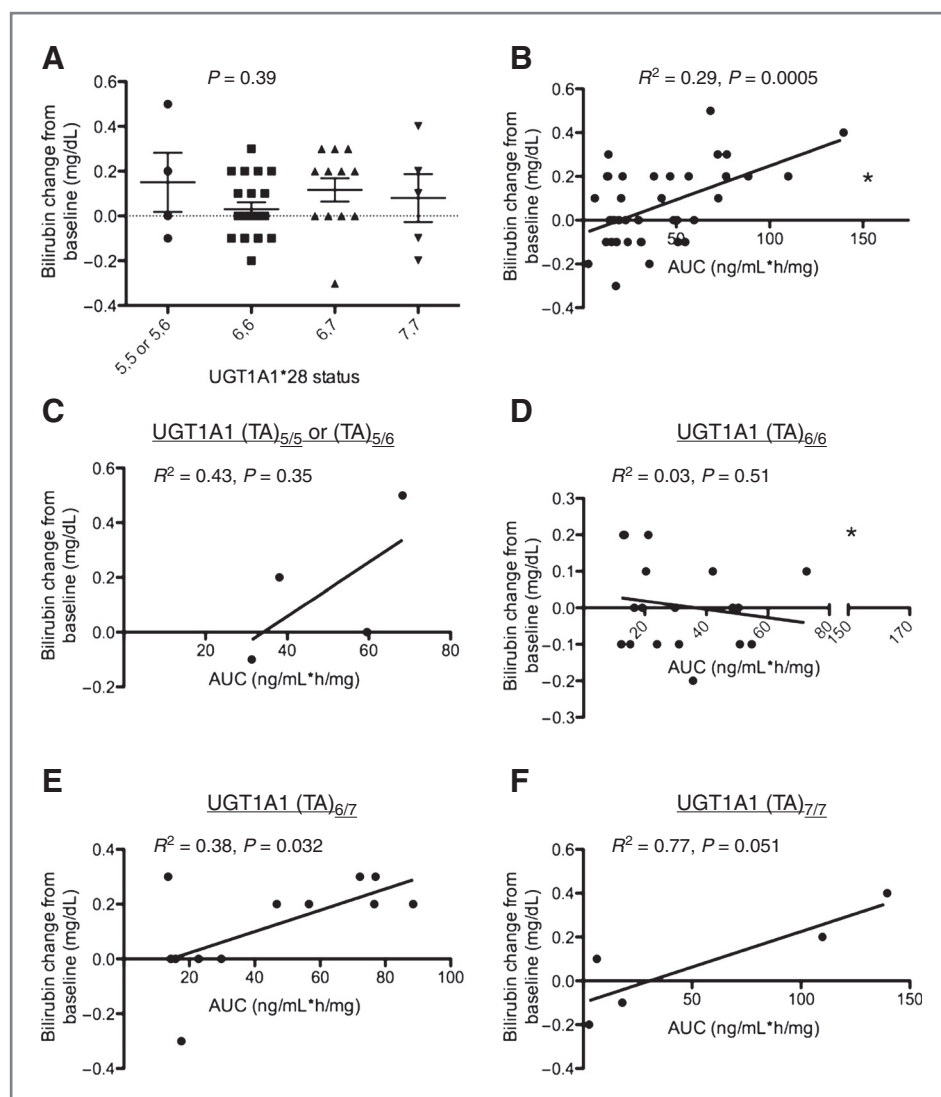 A
P = 0.39
Bilirubin change from
baseline (mg/dL)
0.6
0.4
0.2
0.0
−0.2
−0.4
5,5 or 5,6
6,6
6,7
7,7
UGT1A1*28 status
B
R² = 0.29, P = 0.0005
Bilirubin change from
baseline (mg/dL)
0.6
0.4
0.2
0.0
−0.2
−0.4
50
100
150
*
AUC (ng/mL*h/mg)
C
UGT1A1 (TA)5/5 or (TA)5/6
R² = 0.43, P = 0.35
Bilirubin change from
baseline (mg/dL)
0.6
0.4
0.2
0.0
−0.2
20
40
60
80
AUC (ng/mL*h/mg)
D
UGT1A1 (TA)6/6
R² = 0.03, P = 0.51
Bilirubin change from
baseline (mg/dL)
0.3
0.2
0.1
0.0
−0.1
−0.2
−0.3
*
20
40
60
80
150
170
AUC (ng/mL*h/mg)
E
UGT1A1 (TA)6/7
R² = 0.38, P = 0.032
Bilirubin change from
baseline (mg/dL)
0.4
0.2
0.0
−0.2
−0.4
20
40
60
80
100
AUC (ng/mL*h/mg)
F
UGT1A1 (TA)7/7
R² = 0.77, P = 0.051
Bilirubin change from
baseline (mg/dL)
0.6
0.4
0.2
0.0
−0.2
−0.4
50
100
150
AUC (ng/mL*h/mg)